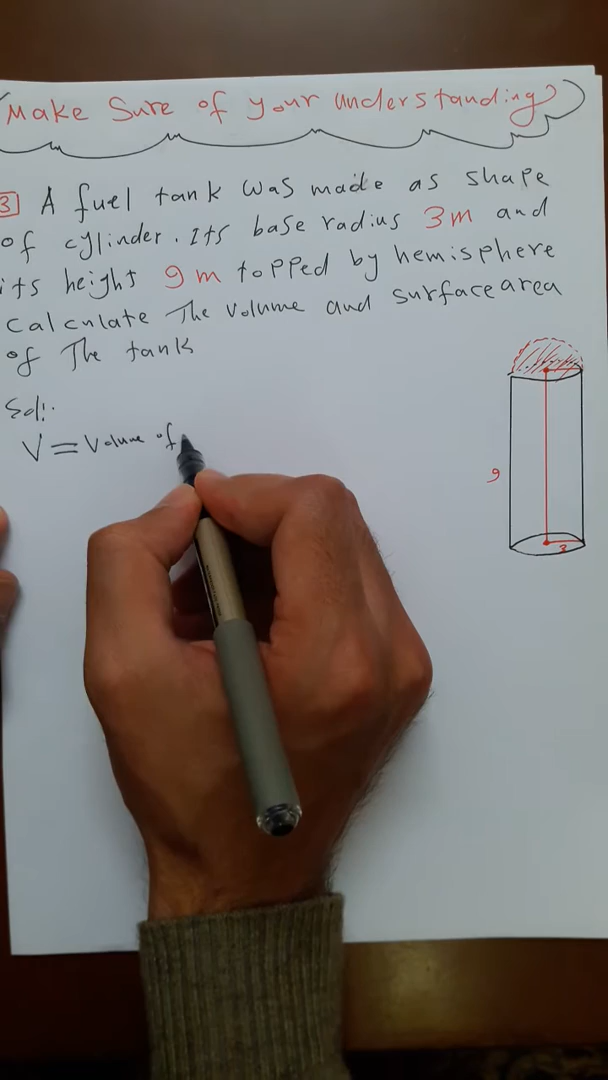 Make Sure of your understanding
3 A fuel tank was made as shape
of cylinder. Its base radius 3m and
its height 9m topped by hemisphere
Calculate The volume and surface area
of The tank
Sol:
V = Volume of
9
3